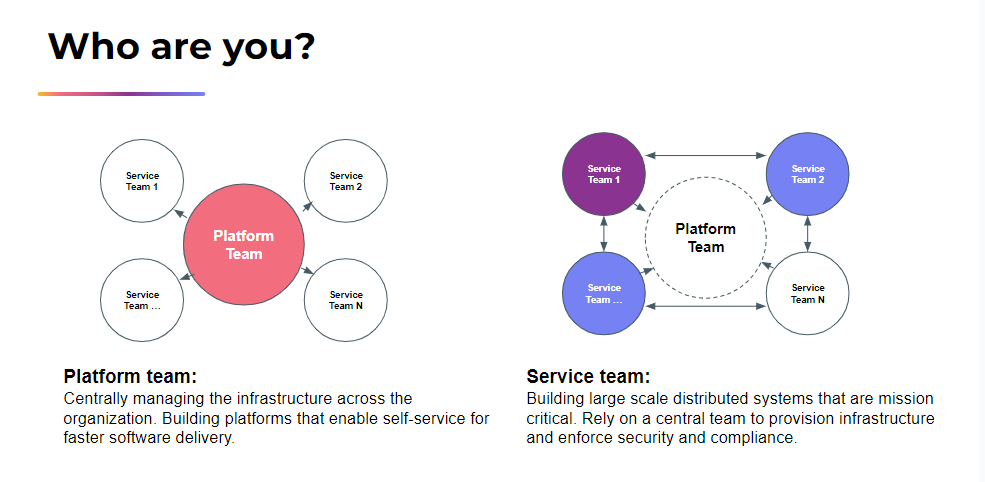 Who are you?
Service
Team 1
Service
Team 2
Platform
Team
Service
Team ...
Service
Team N
Service
Team 1
Service
Team 2
Platform
Team
Service
Team ...
Service
Team N
Platform team:
Centrally managing the infrastructure across the
organization. Building platforms that enable self-service for
faster software delivery.
Service team:
Building large scale distributed systems that are mission
critical. Rely on a central team to provision infrastructure
and enforce security and compliance.